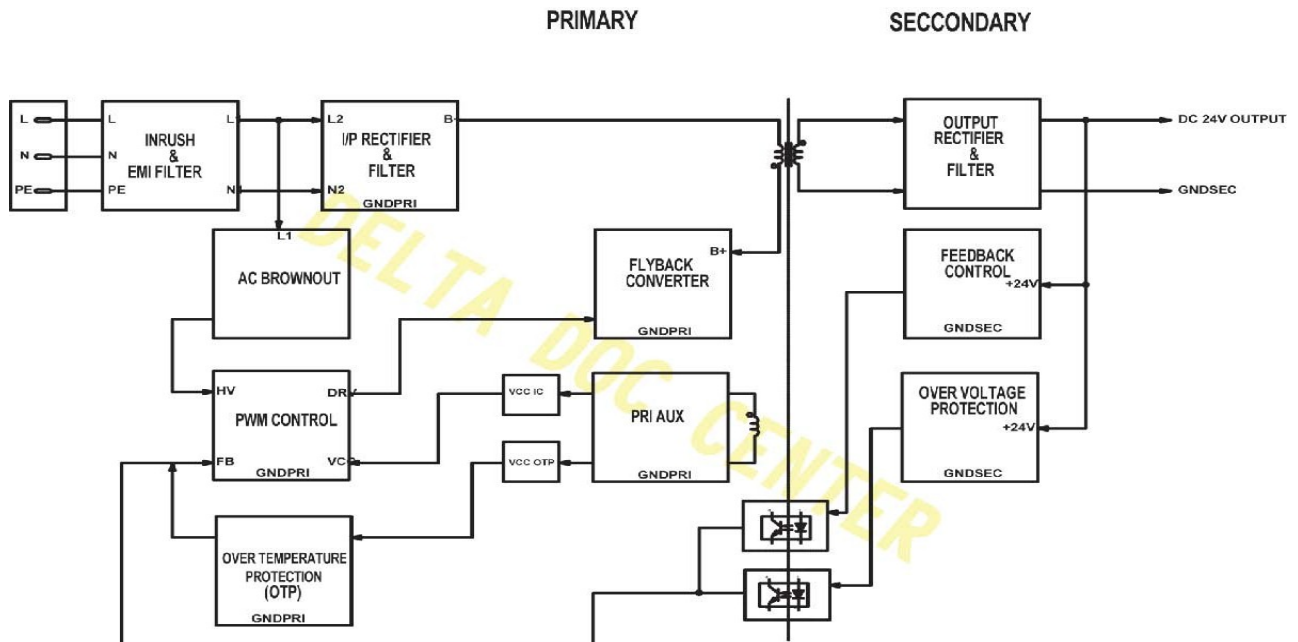 PRIMARY
SECCONDARY
L
N
PE
L
N
PE
INRUSH
&
EMI FILTER
L1
N
L2
N2
I/P RECTIFIER
&
FILTER
B
GNDPRI
OUTPUT
RECTIFIER
&
FILTER
DC 24V OUTPUT
GNDSEC
L1
AC BROWNOUT
B+
FLYBACK
CONVERTER
GNDPRI
FEEDBACK
CONTROL
+24V
GNDSEC
HV
DRV
PWM CONTROL
FB
VCC
GNDPRI
VCC IC
VCC OTP
PRI AUX
GNDPRI
OVER VOLTAGE
PROTECTION
+24V
GNDSEC
OVER TEMPERATURE
PROTECTION
(OTP)
GNDPRI
DELTA DOC CENTER